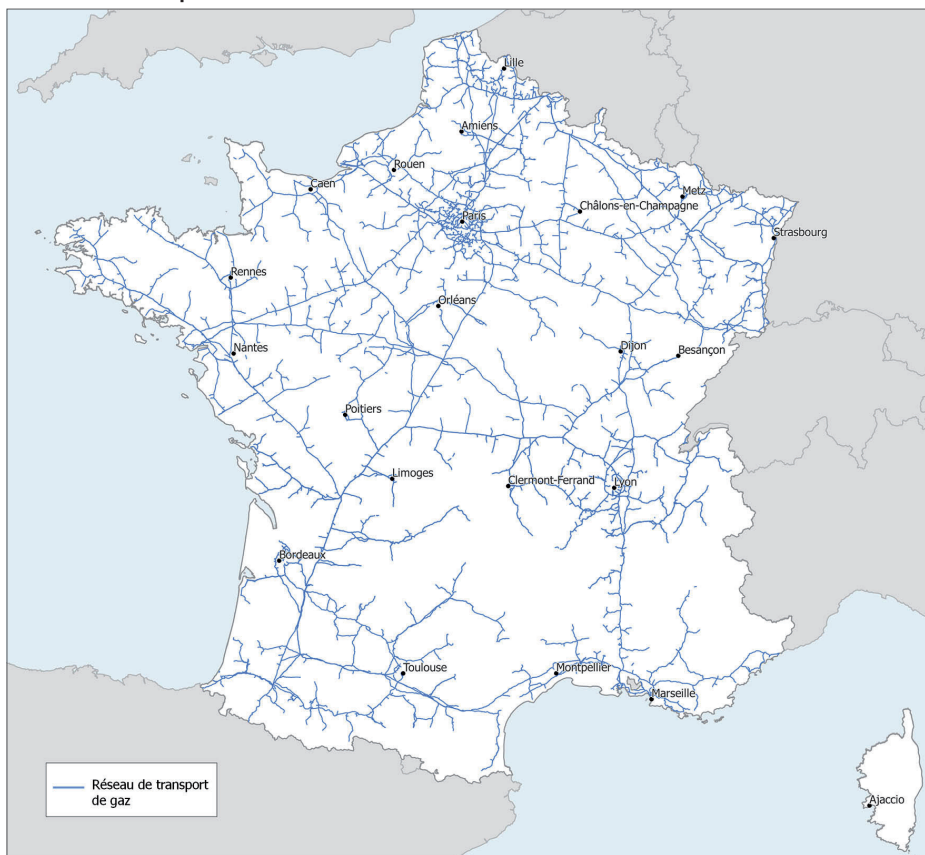 Lille
Amiens
Rouen
Caen
Metz
Châlons-en-Champagne
Paris
Strasbourg
Rennes
Orléans
Nantes
Dijon
Besançon
Poitiers
Limoges
Clermont-Ferrand
Lyon
Bordeaux
Toulouse
Montpellier
Marseille
Réseau de transport
de gaz
Ajaccio